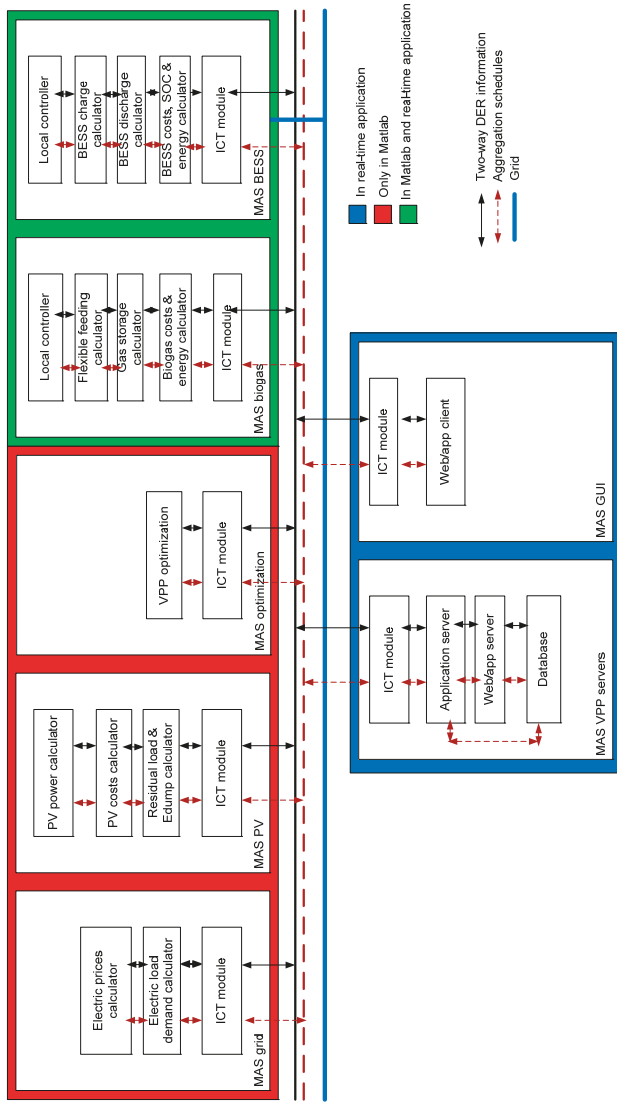 Electric prices
calculator
Electric load
demand calculator
ICT module
MAS grid
PV power calculator
PV costs calculator
Residual load &
Edump calculator
ICT module
MAS PV
VPP optimization
ICT module
MAS optimization
Local controller
Flexible feeding
calculator
Gas storage
calculator
Biogas costs &
energy calculator
ICT module
MAS biogas
Local controller
BESS charge
calculator
BESS discharge
calculator
BESS costs, SOC &
energy calculator
ICT module
MAS BESS
ICT module
Application server
Web/app server
Database
MAS VPP servers
ICT module
Web/app client
MAS GUI
In real-time application
Only in Matlab
In Matlab and real-time application
Two-way DER information
Aggregation schedules
Grid